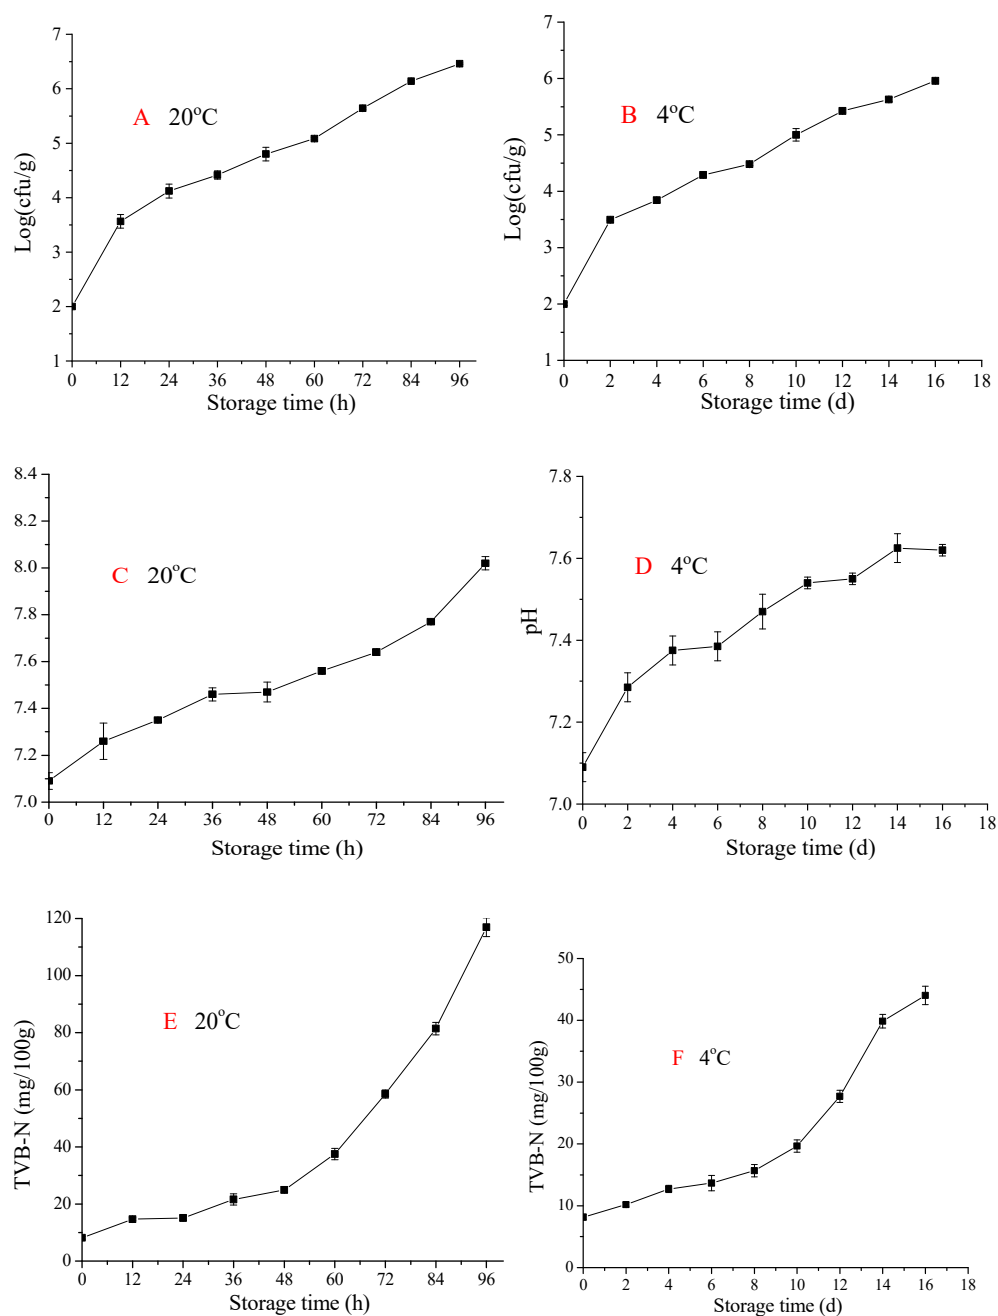 A 20°C
Log(cfu/g)
7
6
5
4
3
2
1
0 12 24 36 48 60 72 84 96
Storage time (h)
B 4°C
Log(cfu/g)
7
6
5
4
3
2
1
0 2 4 6 8 10 12 14 16 18
Storage time (d)
C 20°C
8.4
8.2
8.0
7.8
7.6
7.4
7.2
7.0
0 12 24 36 48 60 72 84 96
Storage time (h)
D 4°C
pH
7.8
7.6
7.4
7.2
7.0
0 2 4 6 8 10 12 14 16 18
Storage time (d)
E 20°C
TVB-N (mg/100g)
120
100
80
60
40
20
0
0 12 24 36 48 60 72 84 96
Storage time (h)
F 4°C
TVB-N (mg/100g)
50
40
30
20
10
0
0 2 4 6 8 10 12 14 16 18
Storage time (d)